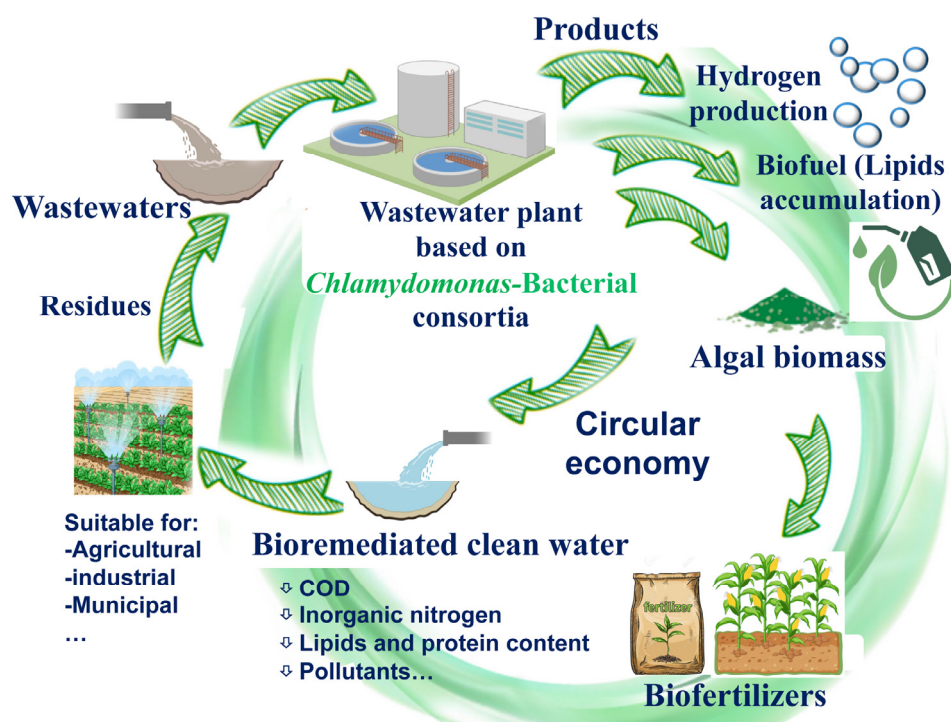 Products
Hydrogen
production
Biofuel (Lipids
accumulation)
Wastewaters
Wastewater plant
based on
Chlamydomonas-Bacterial
consortia
Residues
Algal biomass
Circular
economy
Suitable for:
-Agricultural
-industrial
-Municipal
…
Bioremediated clean water
⇩ COD
⇩ Inorganic nitrogen
⇩ Lipids and protein content
⇩ Pollutants…
fertilizer
Biofertilizers